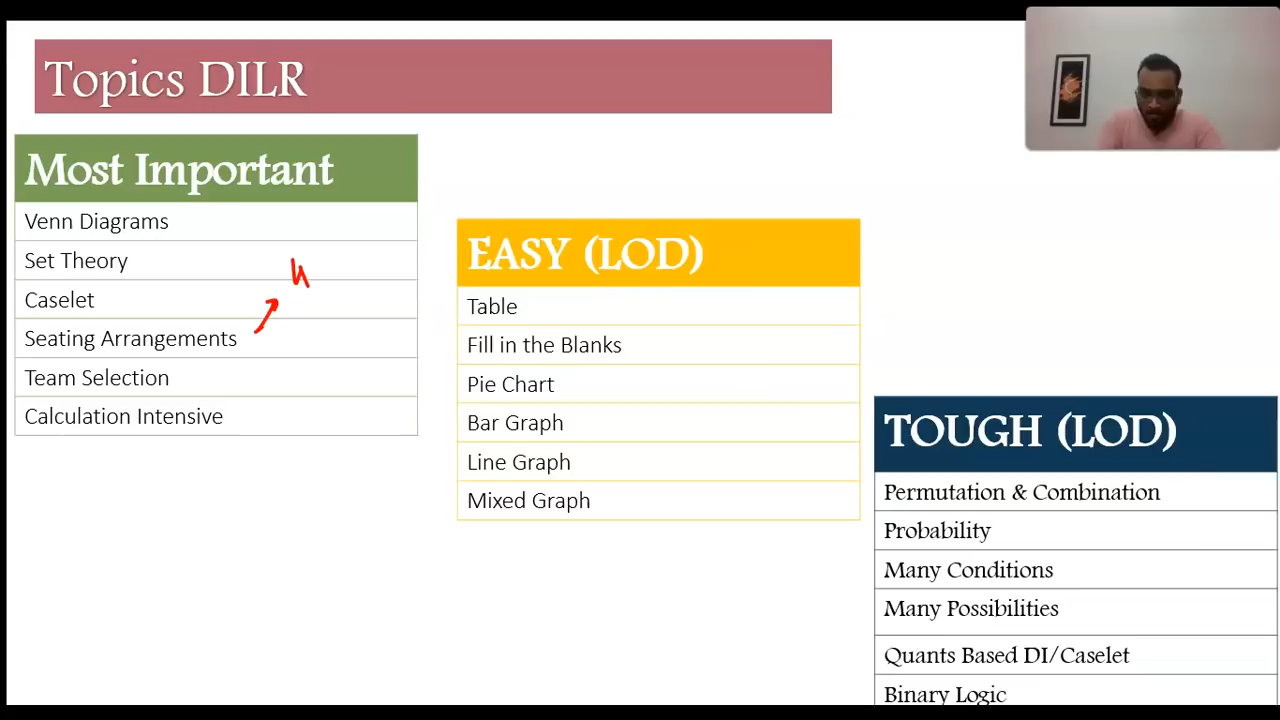 Topics DILR
Most Important
Venn Diagrams
Set Theory
Caselet
Seating Arrangements
Team Selection
Calculation Intensive
EASY (LOD)
Table
Fill in the Blanks
Pie Chart
Bar Graph
Line Graph
Mixed Graph
TOUGH (LOD)
Permutation & Combination
Probability
Many Conditions
Many Possibilities
Quants Based DI/Caselet
Binary Logic